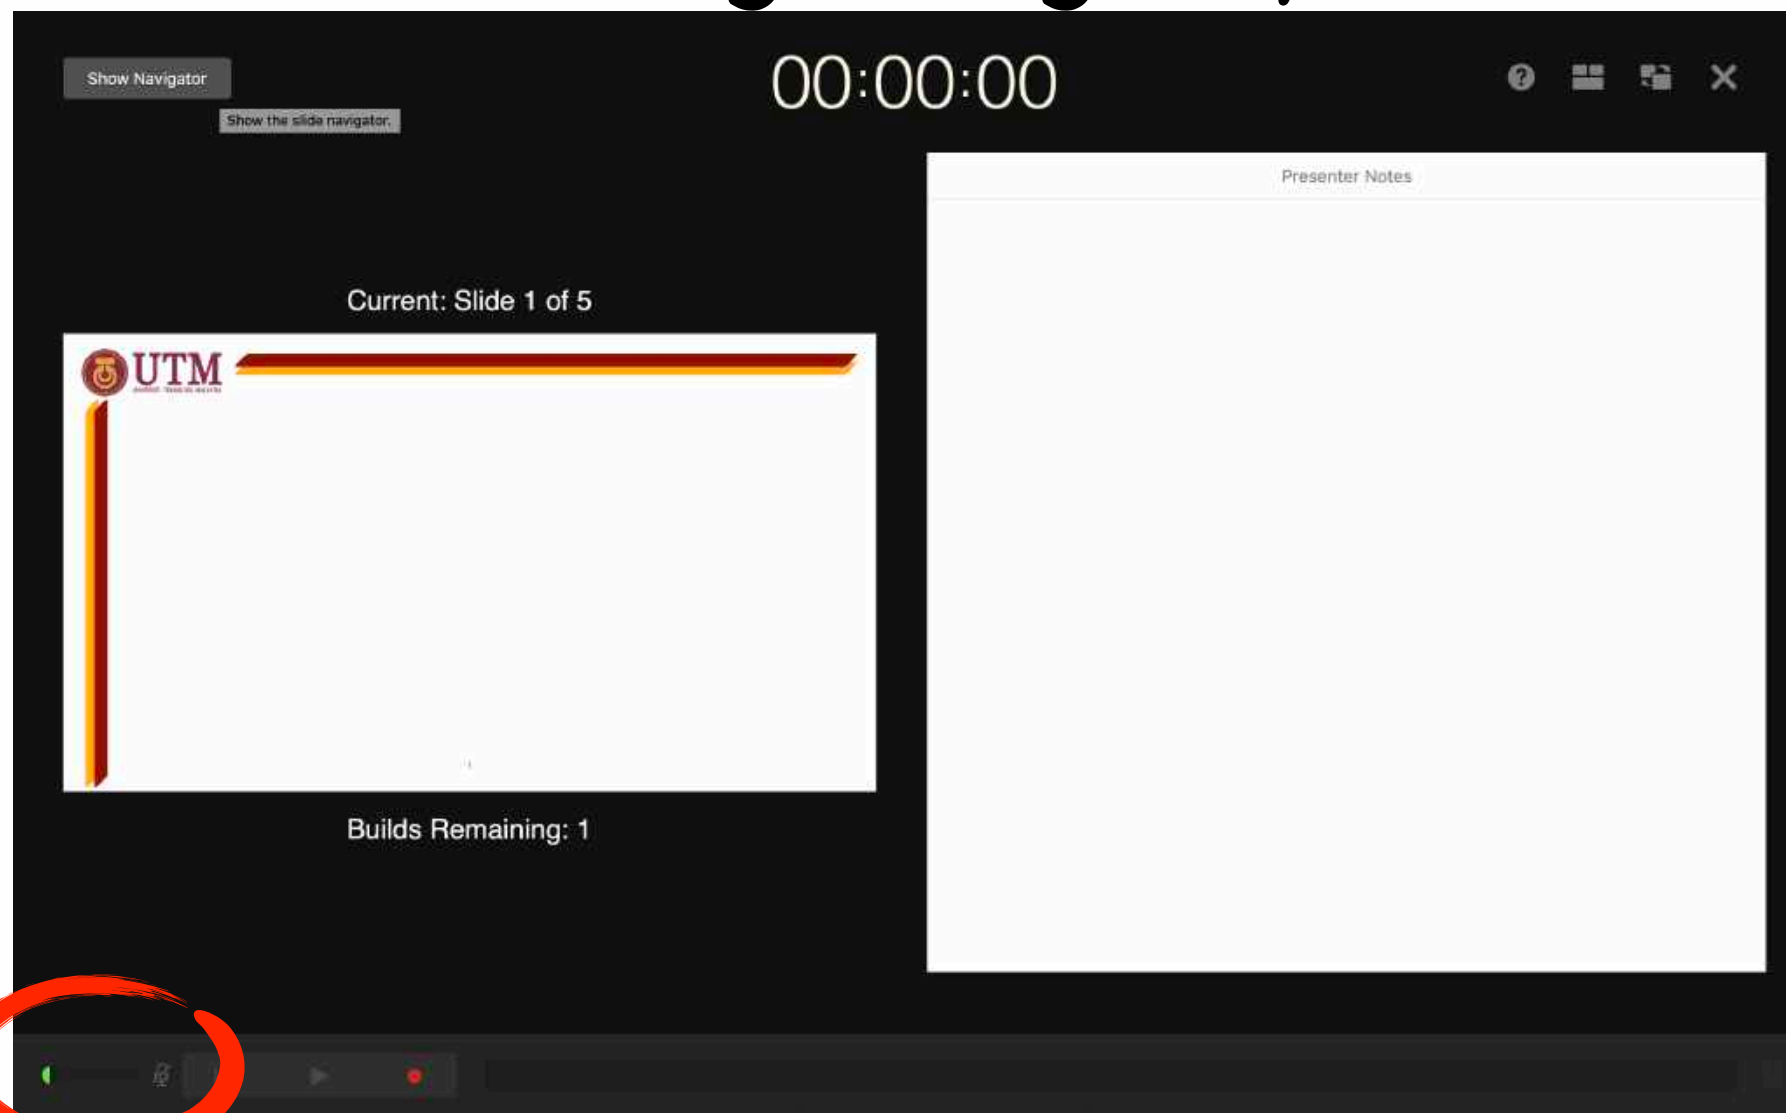 Show Navigator
00:00:00
Show the slide navigator.
Presenter Notes
Current: Slide 1 of 5
UTM
Builds Remaining: 1